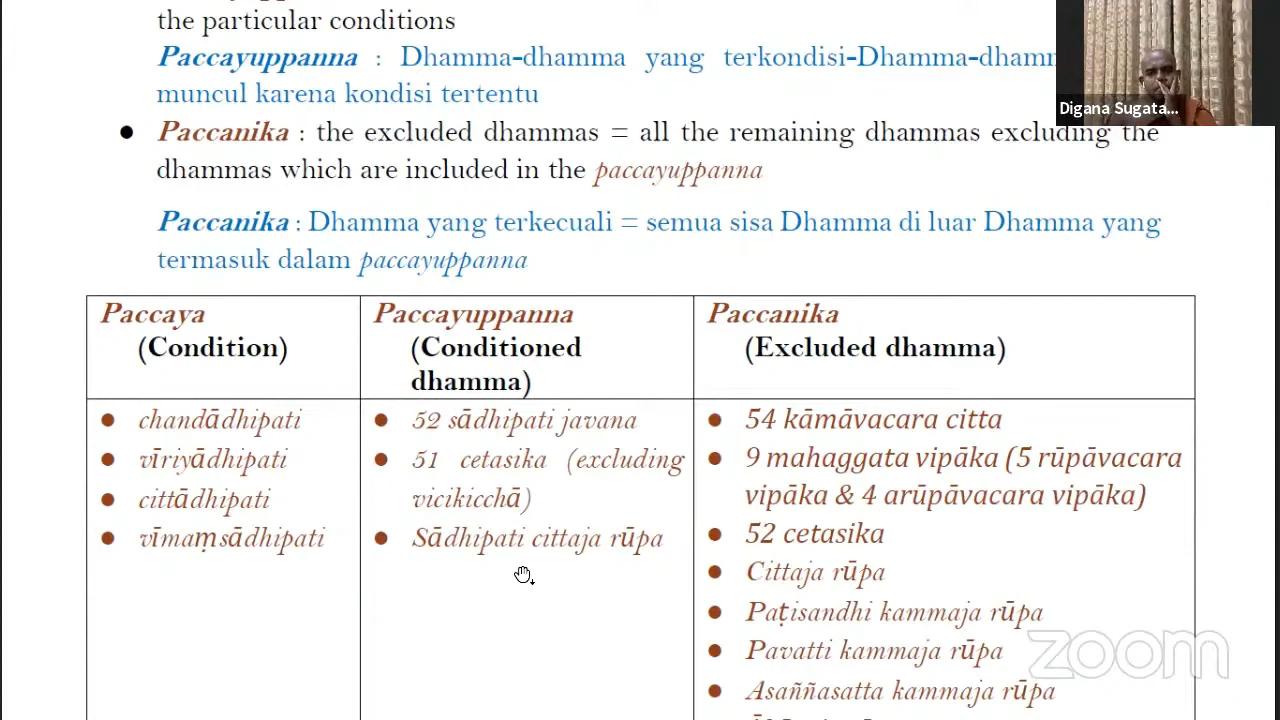 the particular conditions
Paccayuppanna : Dhamma-dhamma yang terkondisi-Dhamma-dhamm
muncul karena kondisi tertentu
Digana Sugata...
● Paccanika : the excluded dhammas = all the remaining dhammas excluding the
dhammas which are included in the paccayuppanna
Paccanika : Dhamma yang terkecuali = semua sisa Dhamma di luar Dhamma yang
termasuk dalam paccayuppanna
Paccaya
(Condition)
Paccayuppanna
(Conditioned
dhamma)
Paccanika
(Excluded dhamma)
● chandādhipati
● vīriyādhipati
● cittādhipati
● vīmaṃsādhipati
● 52 sādhipati javana
● 51 cetasika (excluding
vicikicchā)
● Sādhipati cittaja rūpa
● 54 kāmāvacara citta
● 9 mahaggata vipāka (5 rūpāvacara
vipāka & 4 arūpāvacara vipāka)
● 52 cetasika
● Cittaja rūpa
● Paṭisandhi kammaja rūpa
● Pavatti kammaja rūpa
● Asaññasatta kammaja rūpa
zoom